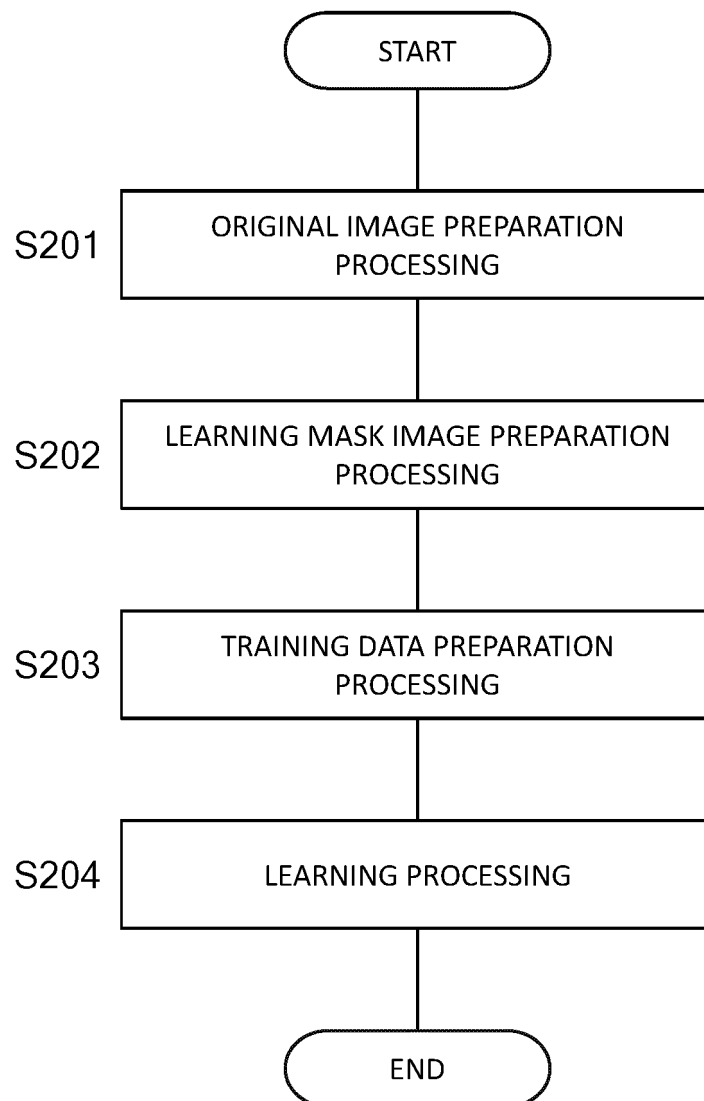 START
S201
ORIGINAL IMAGE PREPARATION
PROCESSING
S202
LEARNING MASK IMAGE PREPARATION
PROCESSING
S203
TRAINING DATA PREPARATION
PROCESSING
S204
LEARNING PROCESSING
END